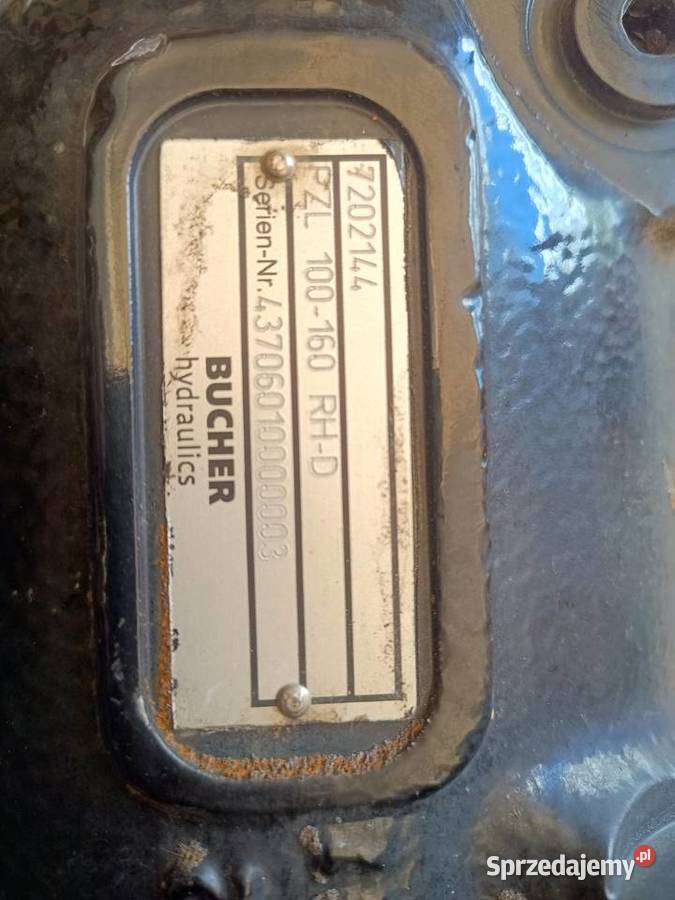 7202144
PZL 100-160 RH-D
Serien-Nr. 4370601000003
BUCHER
hydraulics
Sprzedajemy.pl